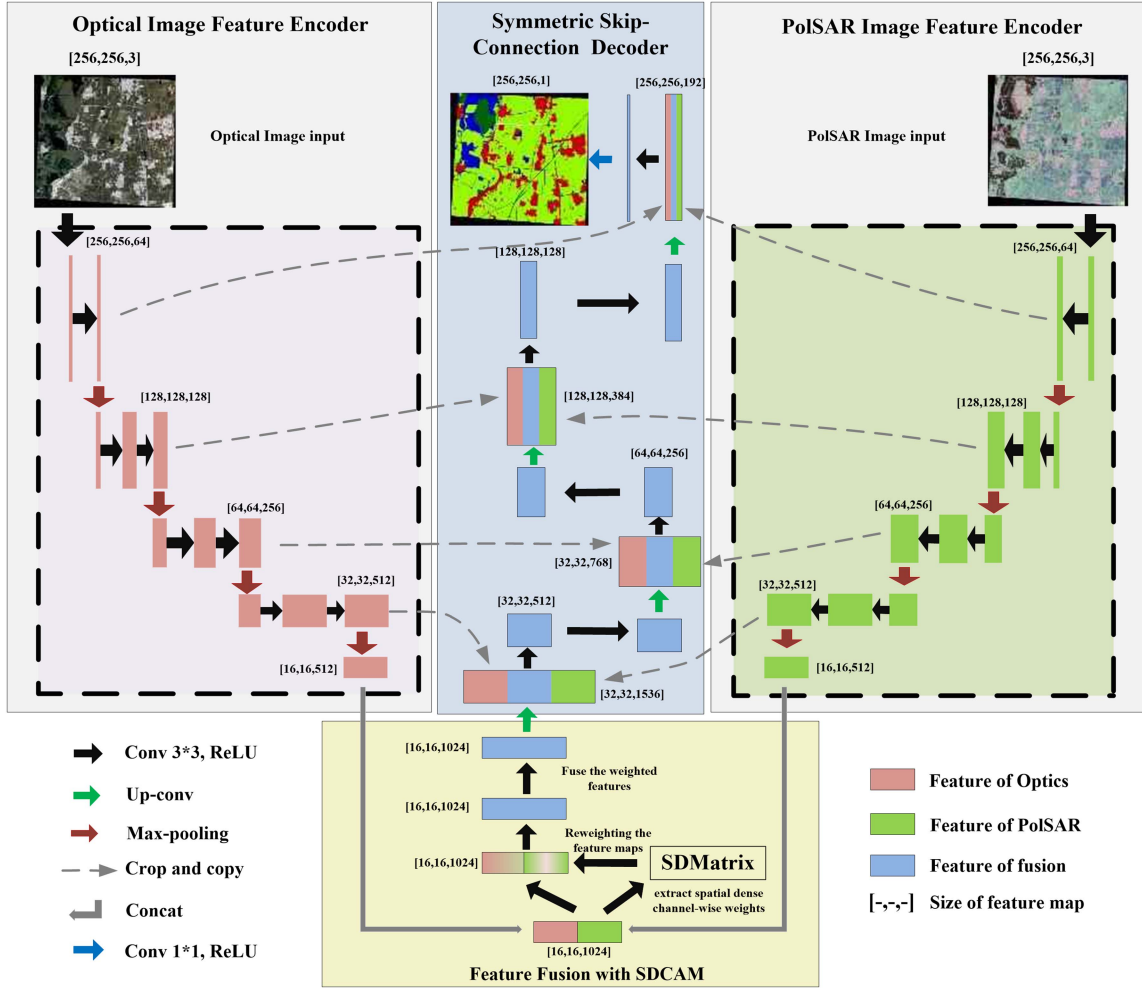 Optical Image Feature Encoder
[256,256,3]
Optical Image input
[256,256,64]
[128,128,128]
[64,64,256]
[32,32,512]
[16,16,512]
Symmetric Skip-
Connection Decoder
[256,256,1]
[256,256,192]
[128,128,128]
[128,128,384]
[64,64,256]
[32,32,768]
[32,32,512]
[32,32,1536]
PolSAR Image Feature Encoder
[256,256,3]
PolSAR Image input
[256,256,64]
[128,128,128]
[64,64,256]
[32,32,512]
[16,16,512]
[16,16,1024]
Fuse the weighted
features
[16,16,1024]
Reweighting the
feature maps
[16,16,1024]
SDMatrix
extract spatial dense
channel-wise weights
[16,16,1024]
Feature Fusion with SDCAM
Conv 3*3, ReLU
Up-conv
Max-pooling
Crop and copy
Concat
Conv 1*1, ReLU
Feature of Optics
Feature of PolSAR
Feature of fusion
[-,-,-] Size of feature map